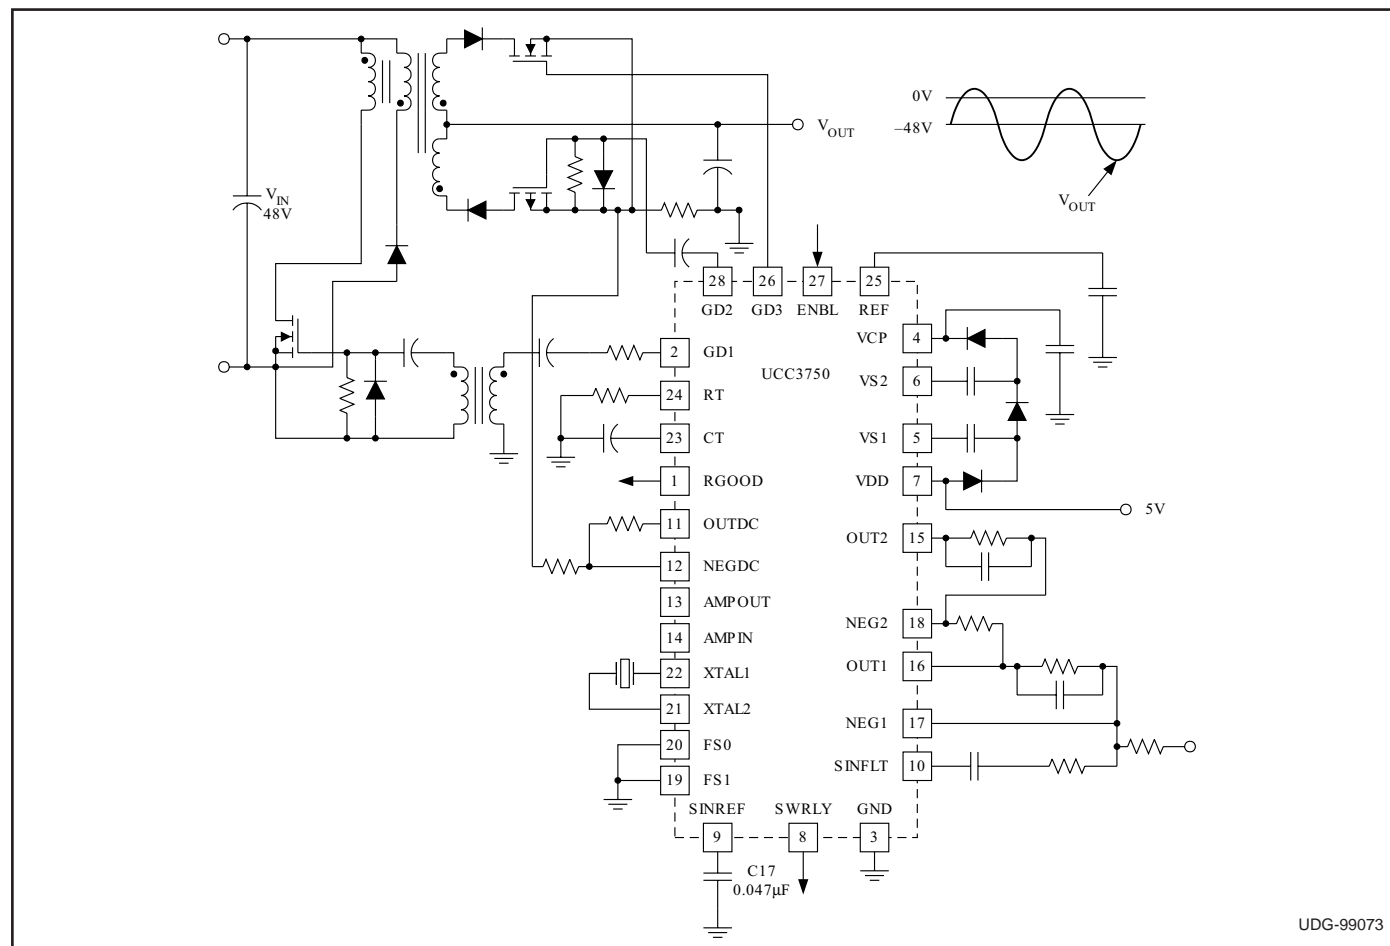 0V
–48V
V_OUT
V_OUT
V_IN
48V
28
26
27
25
GD2
GD3
ENBL
REF
UCC3750
2
GD1
24
RT
23
CT
1
RGOOD
11
OUTDC
12
NEGDC
13
AMPOUT
14
AMPIN
22
XTAL1
21
XTAL2
20
FS0
19
FS1
VCP
4
VS2
6
VS1
5
VDD
7
5V
OUT2
15
NEG2
18
OUT1
16
NEG1
17
SINFLT
10
SINREF
SWRLY
GND
9
8
3
C17
0.047µF
UDG-99073